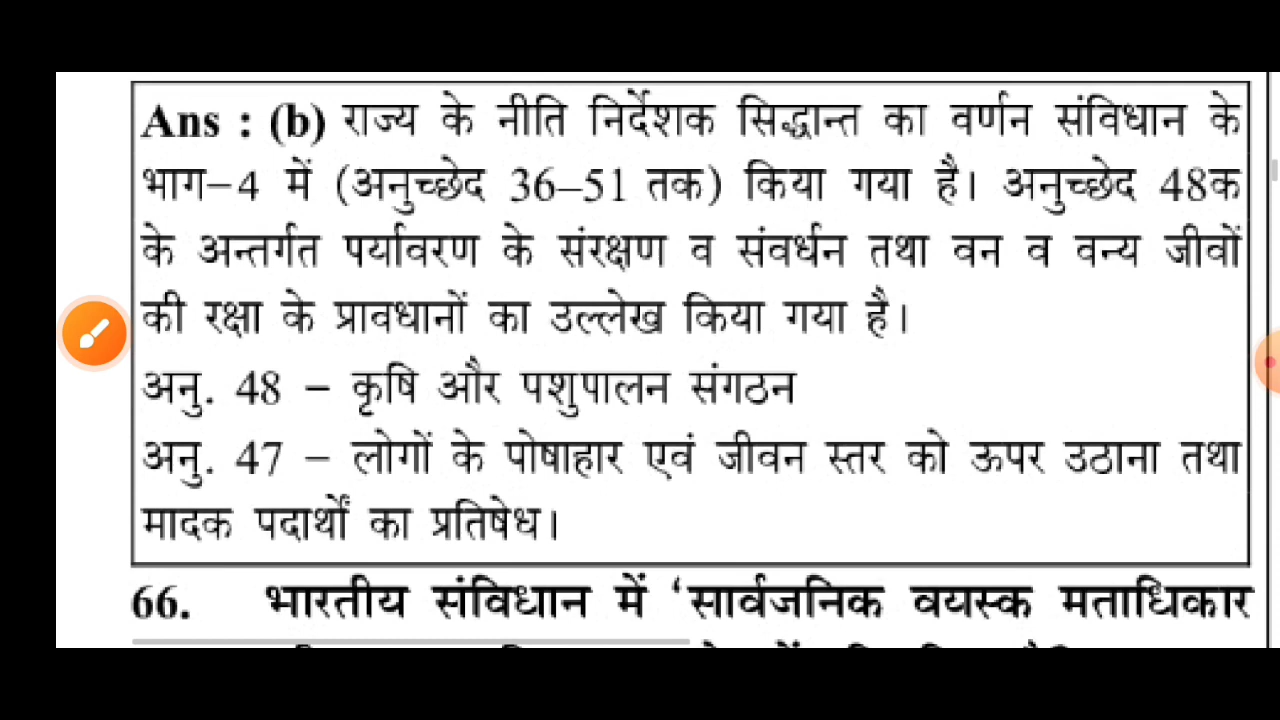 Ans : (b) राज्य के नीति निर्देशक सिद्धान्त का वर्णन संविधान के
भाग–4 में (अनुच्छेद 36–51 तक) किया गया है। अनुच्छेद 48क
के अन्तर्गत पर्यावरण के संरक्षण व संवर्धन तथा वन व वन्य जीवों
की रक्षा के प्रावधानों का उल्लेख किया गया है।
अनु. 48 – कृषि और पशुपालन संगठन
अनु. 47 – लोगों के पोषाहार एवं जीवन स्तर को ऊपर उठाना तथा
मादक पदार्थों का प्रतिषेध।
66. भारतीय संविधान में ‘सार्वजनिक वयस्क मताधिकार